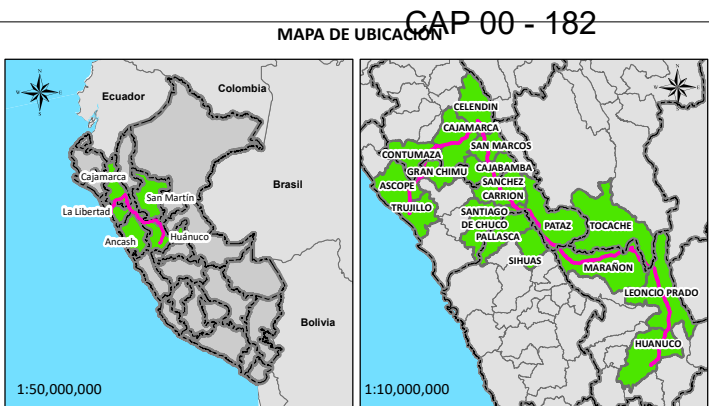 CAP 00 - 182
MAPA DE UBICACIÓN
N
E
S
Ecuador
Colombia
Cajamarca
San Martín
La Libertad
Ancash
Huánuco
Brasil
Bolivia
1:50,000,000
N
E
S
CELENDIN
CAJAMARCA
SAN MARCOS
CONTUMAZA
CAJABAMBA
GRAN CHIMU
SANCHEZ
CARRION
ASCOPE
TRUJILLO
SANTIAGO
DE CHUCO
PALLASCA
PATAZ
TOCACHE
SIHUAS
MARAÑON
LEONCIO PRADO
HUANUCO
1:10,000,000